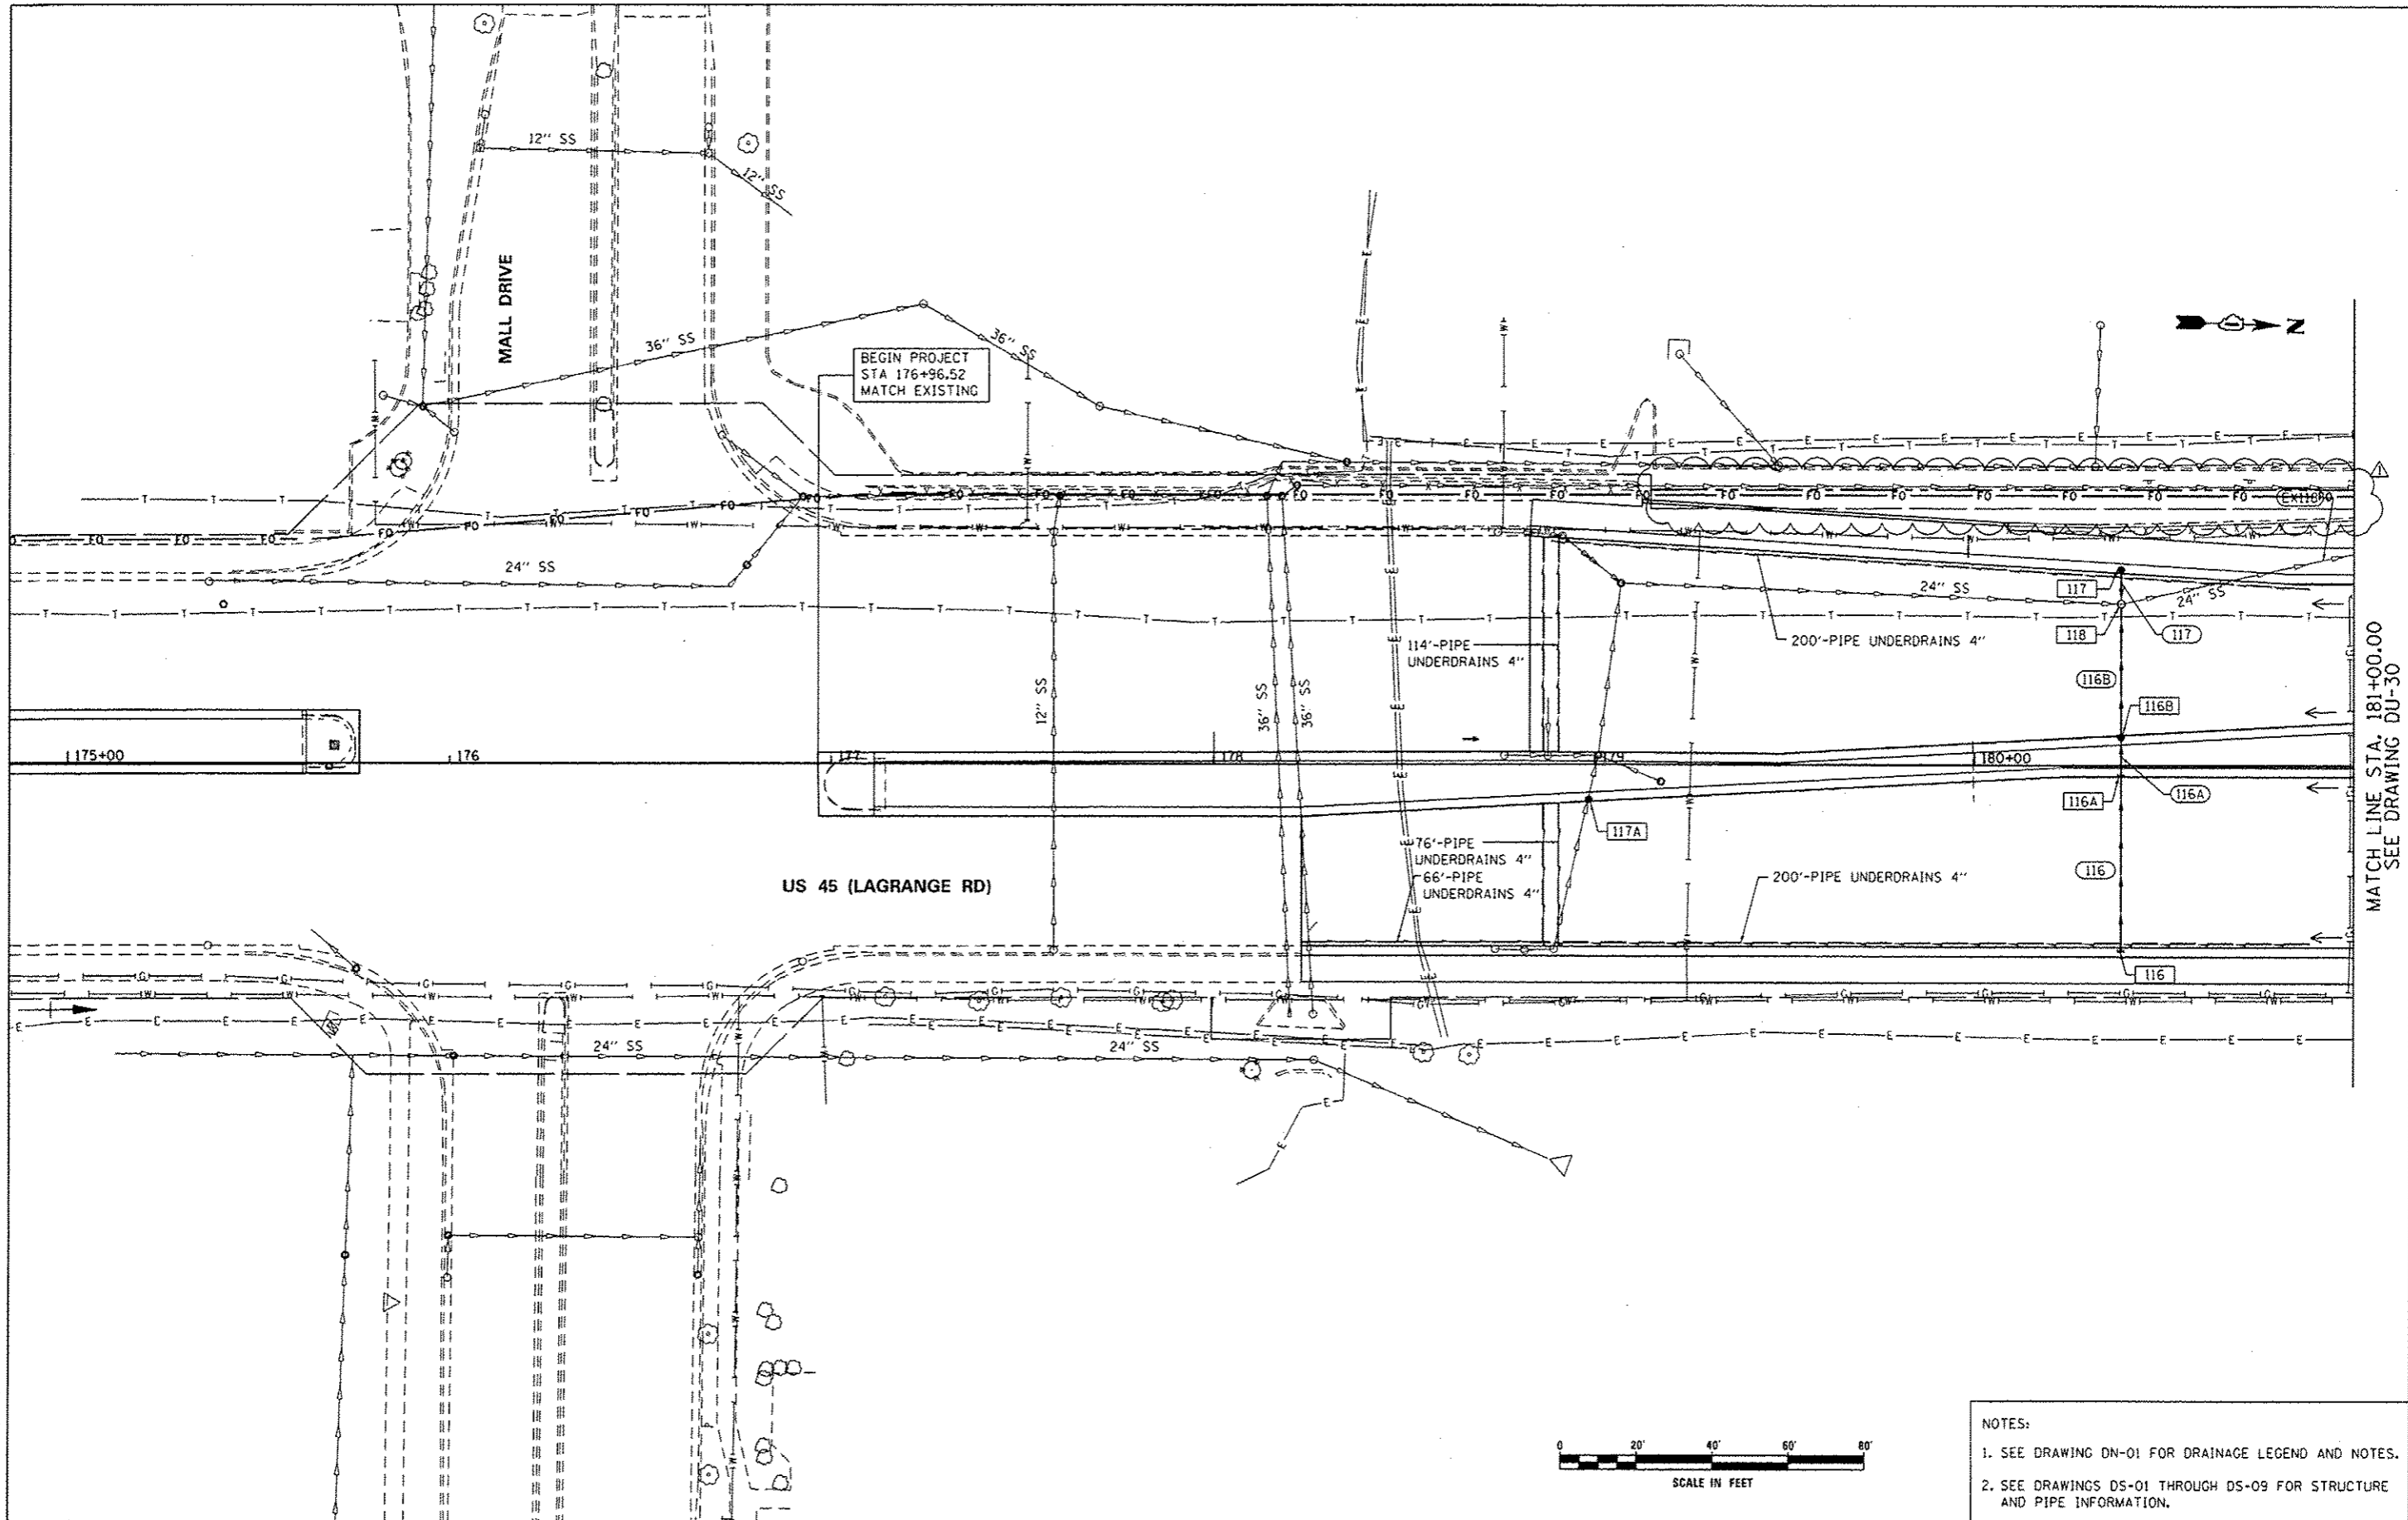 12" SS
12" SS
MALL DRIVE
36" SS
36" SS
BEGIN PROJECT
STA 176+96.52
MATCH EXISTING
N
24" SS
12" SS
36" SS
36" SS
114'-PIPE
UNDERDRAINS 4"
200'-PIPE UNDERDRAINS 4"
24" SS
24" SS
117
118
117
116B
116B
116A
116A
116
116
175+00
176
177
178
179
180+00
117A
76'-PIPE
UNDERDRAINS 4"
66'-PIPE
UNDERDRAINS 4"
200'-PIPE UNDERDRAINS 4"
US 45 (LAGRANGE RD)
24" SS
24" SS
MATCH LINE STA. 181+00.00
SEE DRAWING DU-30
0 20' 40' 60' 80'
SCALE IN FEET
NOTES:
1. SEE DRAWING DN-01 FOR DRAINAGE LEGEND AND NOTES.
2. SEE DRAWINGS DS-01 THROUGH DS-09 FOR STRUCTURE
AND PIPE INFORMATION.